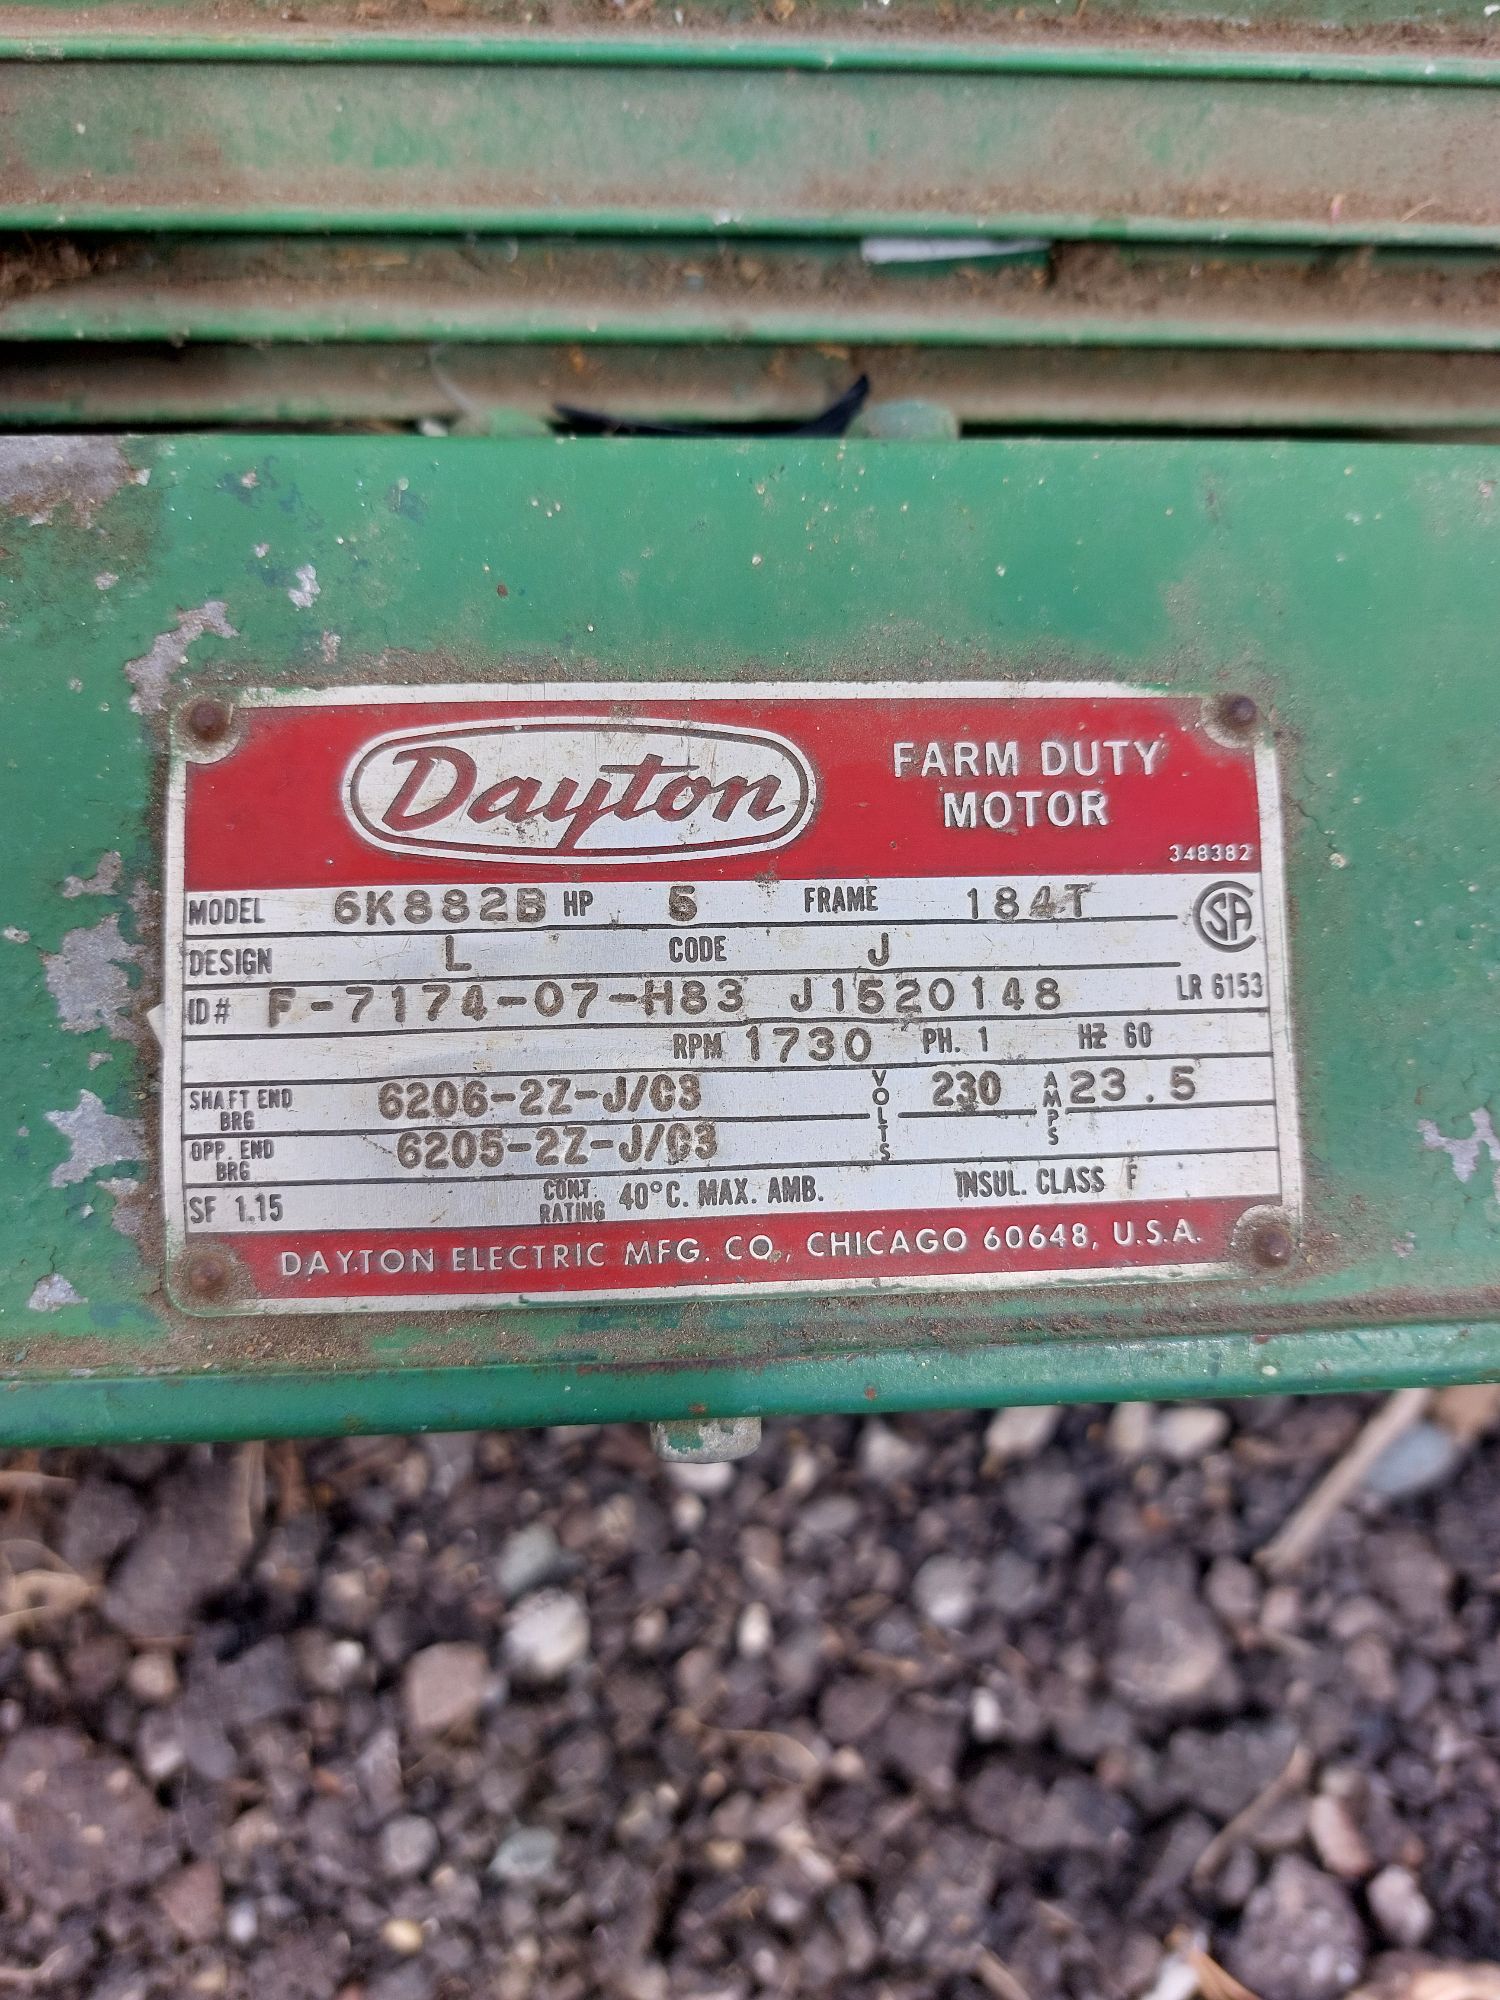 Dayton
FARM DUTY
MOTOR
348382
MODEL 6K882B HP 5 FRAME 184T
DESIGN L CODE J
ID# F-7174-07-H83 J1520148 LR 6153
RPM 1730 PH. 1 HZ 60
SHAFT END BRG 6206-2Z-J/C3 VOLTS 230 AMPS 23.5
OPP. END BRG 6205-2Z-J/C3
SF 1.15 CONT. RATING 40°C. MAX. AMB. INSUL. CLASS F
DAYTON ELECTRIC MFG. CO., CHICAGO 60648, U.S.A.